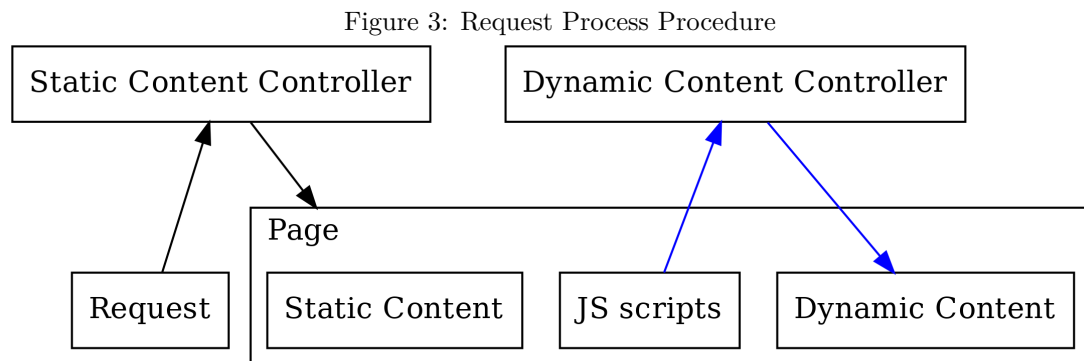 Figure 3: Request Process Procedure
Static Content Controller
Dynamic Content Controller
Page
Request
Static Content
JS scripts
Dynamic Content